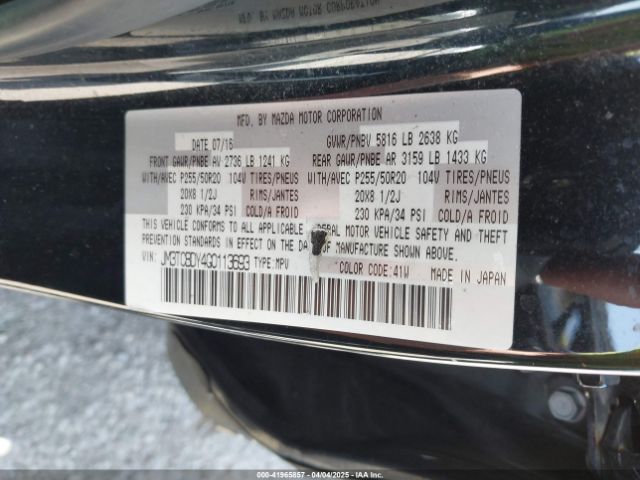 MFD. BY MAZDA MOTOR CORPORATION
DATE 07/16 GVWR/PNBV 5816 LB 2638 KG
FRONT GAWR/PNBE AV 2736 LB 1241 KG REAR GAWR/PNBE AR 3159 LB 1433 KG
WITH/AVEC P255/50R20 104V TIRES/PNEUS WITH/AVEC P255/50R20 104V TIRES/PNEUS
20X8 1/2J RIMS/JANTES 20X8 1/2J RIMS/JANTES
230 KPA/34 PSI COLD/A FROID 230 KPA/34 PSI COLD/A FROID
THIS VEHICLE CONFORMS TO ALL APPLICABLE MOTOR VEHICLE SAFETY AND THEFT
PREVENTION STANDARDS IN EFFECT ON THE OF MANUFACTURE SHOWN ABOVE.
VIN: JM3TC8DY4G0113693 TYPE: MPV COLOR CODE: 41W MADE IN JAPAN
000-41965857 - 04/04/2025 - IAAI.COM